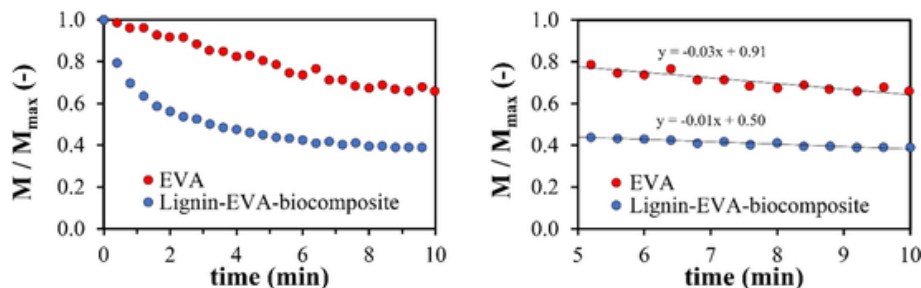 M / Mmax (-)
1.0
0.8
0.6
0.4
0.2
0.0
EVA
Lignin-EVA-biocomposite
0
2
4
6
8
10
time (min)
M / Mmax (-)
1.0
0.8
0.6
0.4
0.2
0.0
y = -0.03x + 0.91
y = -0.01x + 0.50
EVA
Lignin-EVA-biocomposite
5
6
7
8
9
10
time (min)